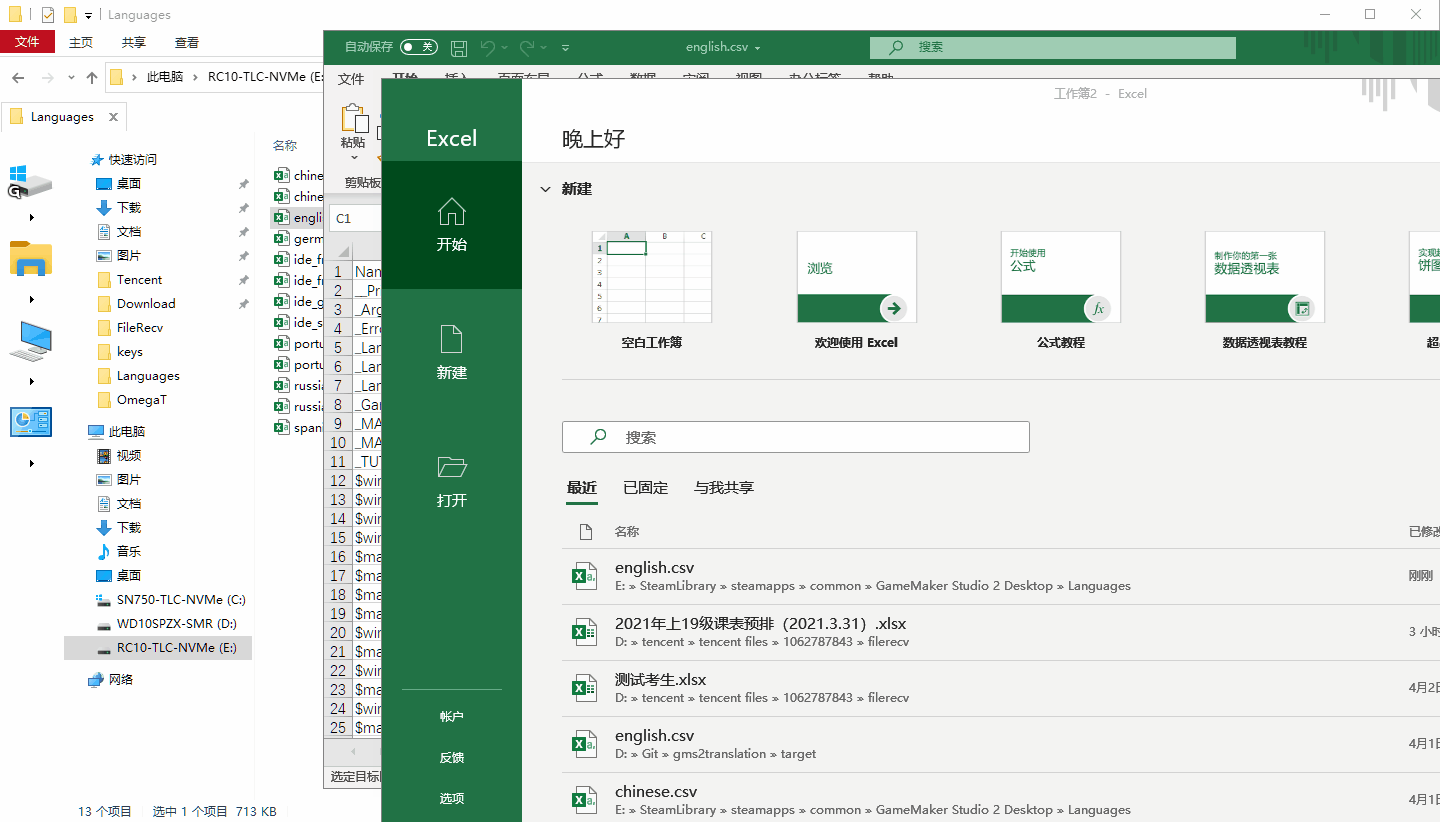 Languages
文件
主页
共享
查看
此电脑
RC10-TLC-NVMe (E:
Languages
快速访问
桌面
下载
文档
图片
Tencent
Download
FileRecv
keys
Languages
OmegaT
此电脑
视频
图片
文档
下载
音乐
桌面
SN750-TLC-NVMe (C:)
WD10SPZX-SMR (D:)
RC10-TLC-NVMe (E:)
网络
13 个项目
选中 1 个项目 713 KB
名称
chine
chine
engli
germ
ide_fr
ide_g
ide_s
portu
portu
russia
russia
spani
自动保存
关
english.csv
搜索
文件
开始
插入
页面布局
公式
数据
审阅
视图
办公标签
帮助
粘贴
剪贴板
C1
1 Nan
2 __Pr
3 _Arg
4 _Erro
5 _Lan
6 _Lan
7 _Lan
8 _Gar
9 _MA
10 _MA
11 _TUT
12 $win
13 $win
14 $win
15 $win
16 $ma
17 $ma
18 $ma
19 $ma
20 $win
21 $ma
22 $win
23 $ma
24 $win
25 $ma
选定目标
Excel
开始
新建
打开
帐户
反馈
选项
工作簿2 - Excel
晚上好
新建
A B C
1
2
3
4
5
6
7
空白工作簿
浏览
欢迎使用 Excel
开始使用
公式
fx
公式教程
制作你的第一张
数据透视表
数据透视表教程
实现超
饼图
超
搜索
最近
已固定
与我共享
名称
已修改
english.csv
E: » SteamLibrary » steamapps » common » GameMaker Studio 2 Desktop » Languages
刚刚
2021年上19级课表预排（2021.3.31）.xlsx
D: » tencent » tencent files » 1062787843 » filerecv
3 小时
测试考生.xlsx
D: » tencent » tencent files » 1062787843 » filerecv
4月2日
english.csv
D: » Git » gms2translation » target
4月1日
chinese.csv
E: » SteamLibrary » steamapps » common » GameMaker Studio 2 Desktop » Languages
4月1日